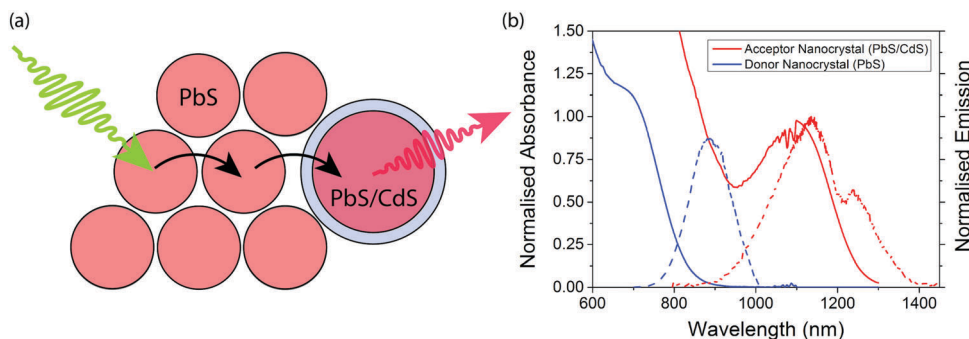 (a)
PbS
PbS/CdS
(b)
Normalised Absorbance
1.50
1.25
1.00
0.75
0.50
0.25
0.00
Acceptor Nanocrystal (PbS/CdS)
Donor Nanocrystal (PbS)
Normalised Emission
600
800
1000
1200
1400
Wavelength (nm)